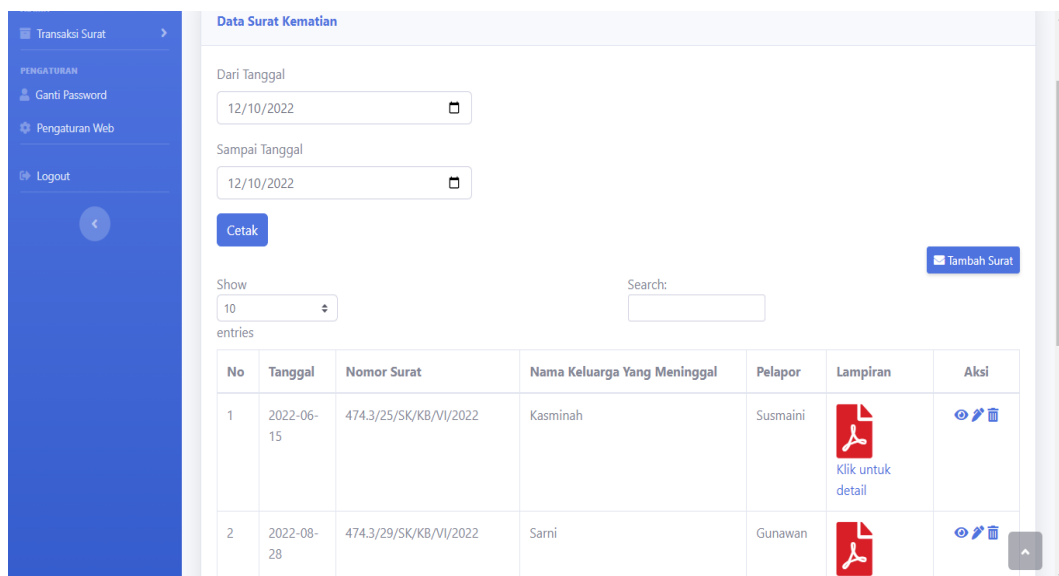 Transaksi Surat
PENGATURAN
Ganti Password
Pengaturan Web
Logout
Data Surat Kematian
Dari Tanggal
12/10/2022
Sampai Tanggal
12/10/2022
Cetak
Tambah Surat
Show
10
entries
Search:
No Tanggal Nomor Surat Nama Keluarga Yang Meninggal Pelapor Lampiran Aksi
1 2022-06- 474.3/25/SK/KB/VI/2022 Kasminah Susmaini
15
Klik untuk
detail
2 2022-08- 474.3/29/SK/KB/VI/2022 Sarni Gunawan
28